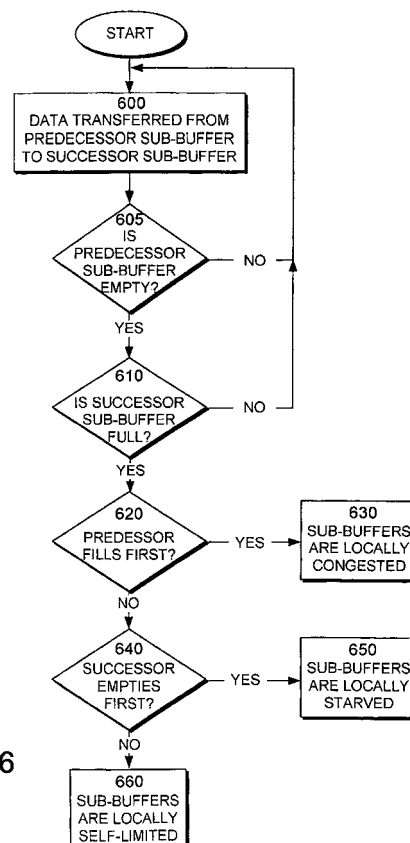 START
600
DATA TRANSFERRED FROM
PREDECESSOR SUB-BUFFER
TO SUCCESSOR SUB-BUFFER
605
IS
PREDECESSOR
SUB-BUFFER
EMPTY?
NO
YES
610
IS SUCCESSOR
SUB-BUFFER
FULL?
NO
YES
620
PREDESSOR
FILLS FIRST?
YES
630
SUB-BUFFERS
ARE LOCALLY
CONGESTED
NO
640
SUCCESSOR
EMPTIES
FIRST?
YES
650
SUB-BUFFERS
ARE LOCALLY
STARVED
NO
6
660
SUB-BUFFERS
ARE LOCALLY
SELF-LIMITED